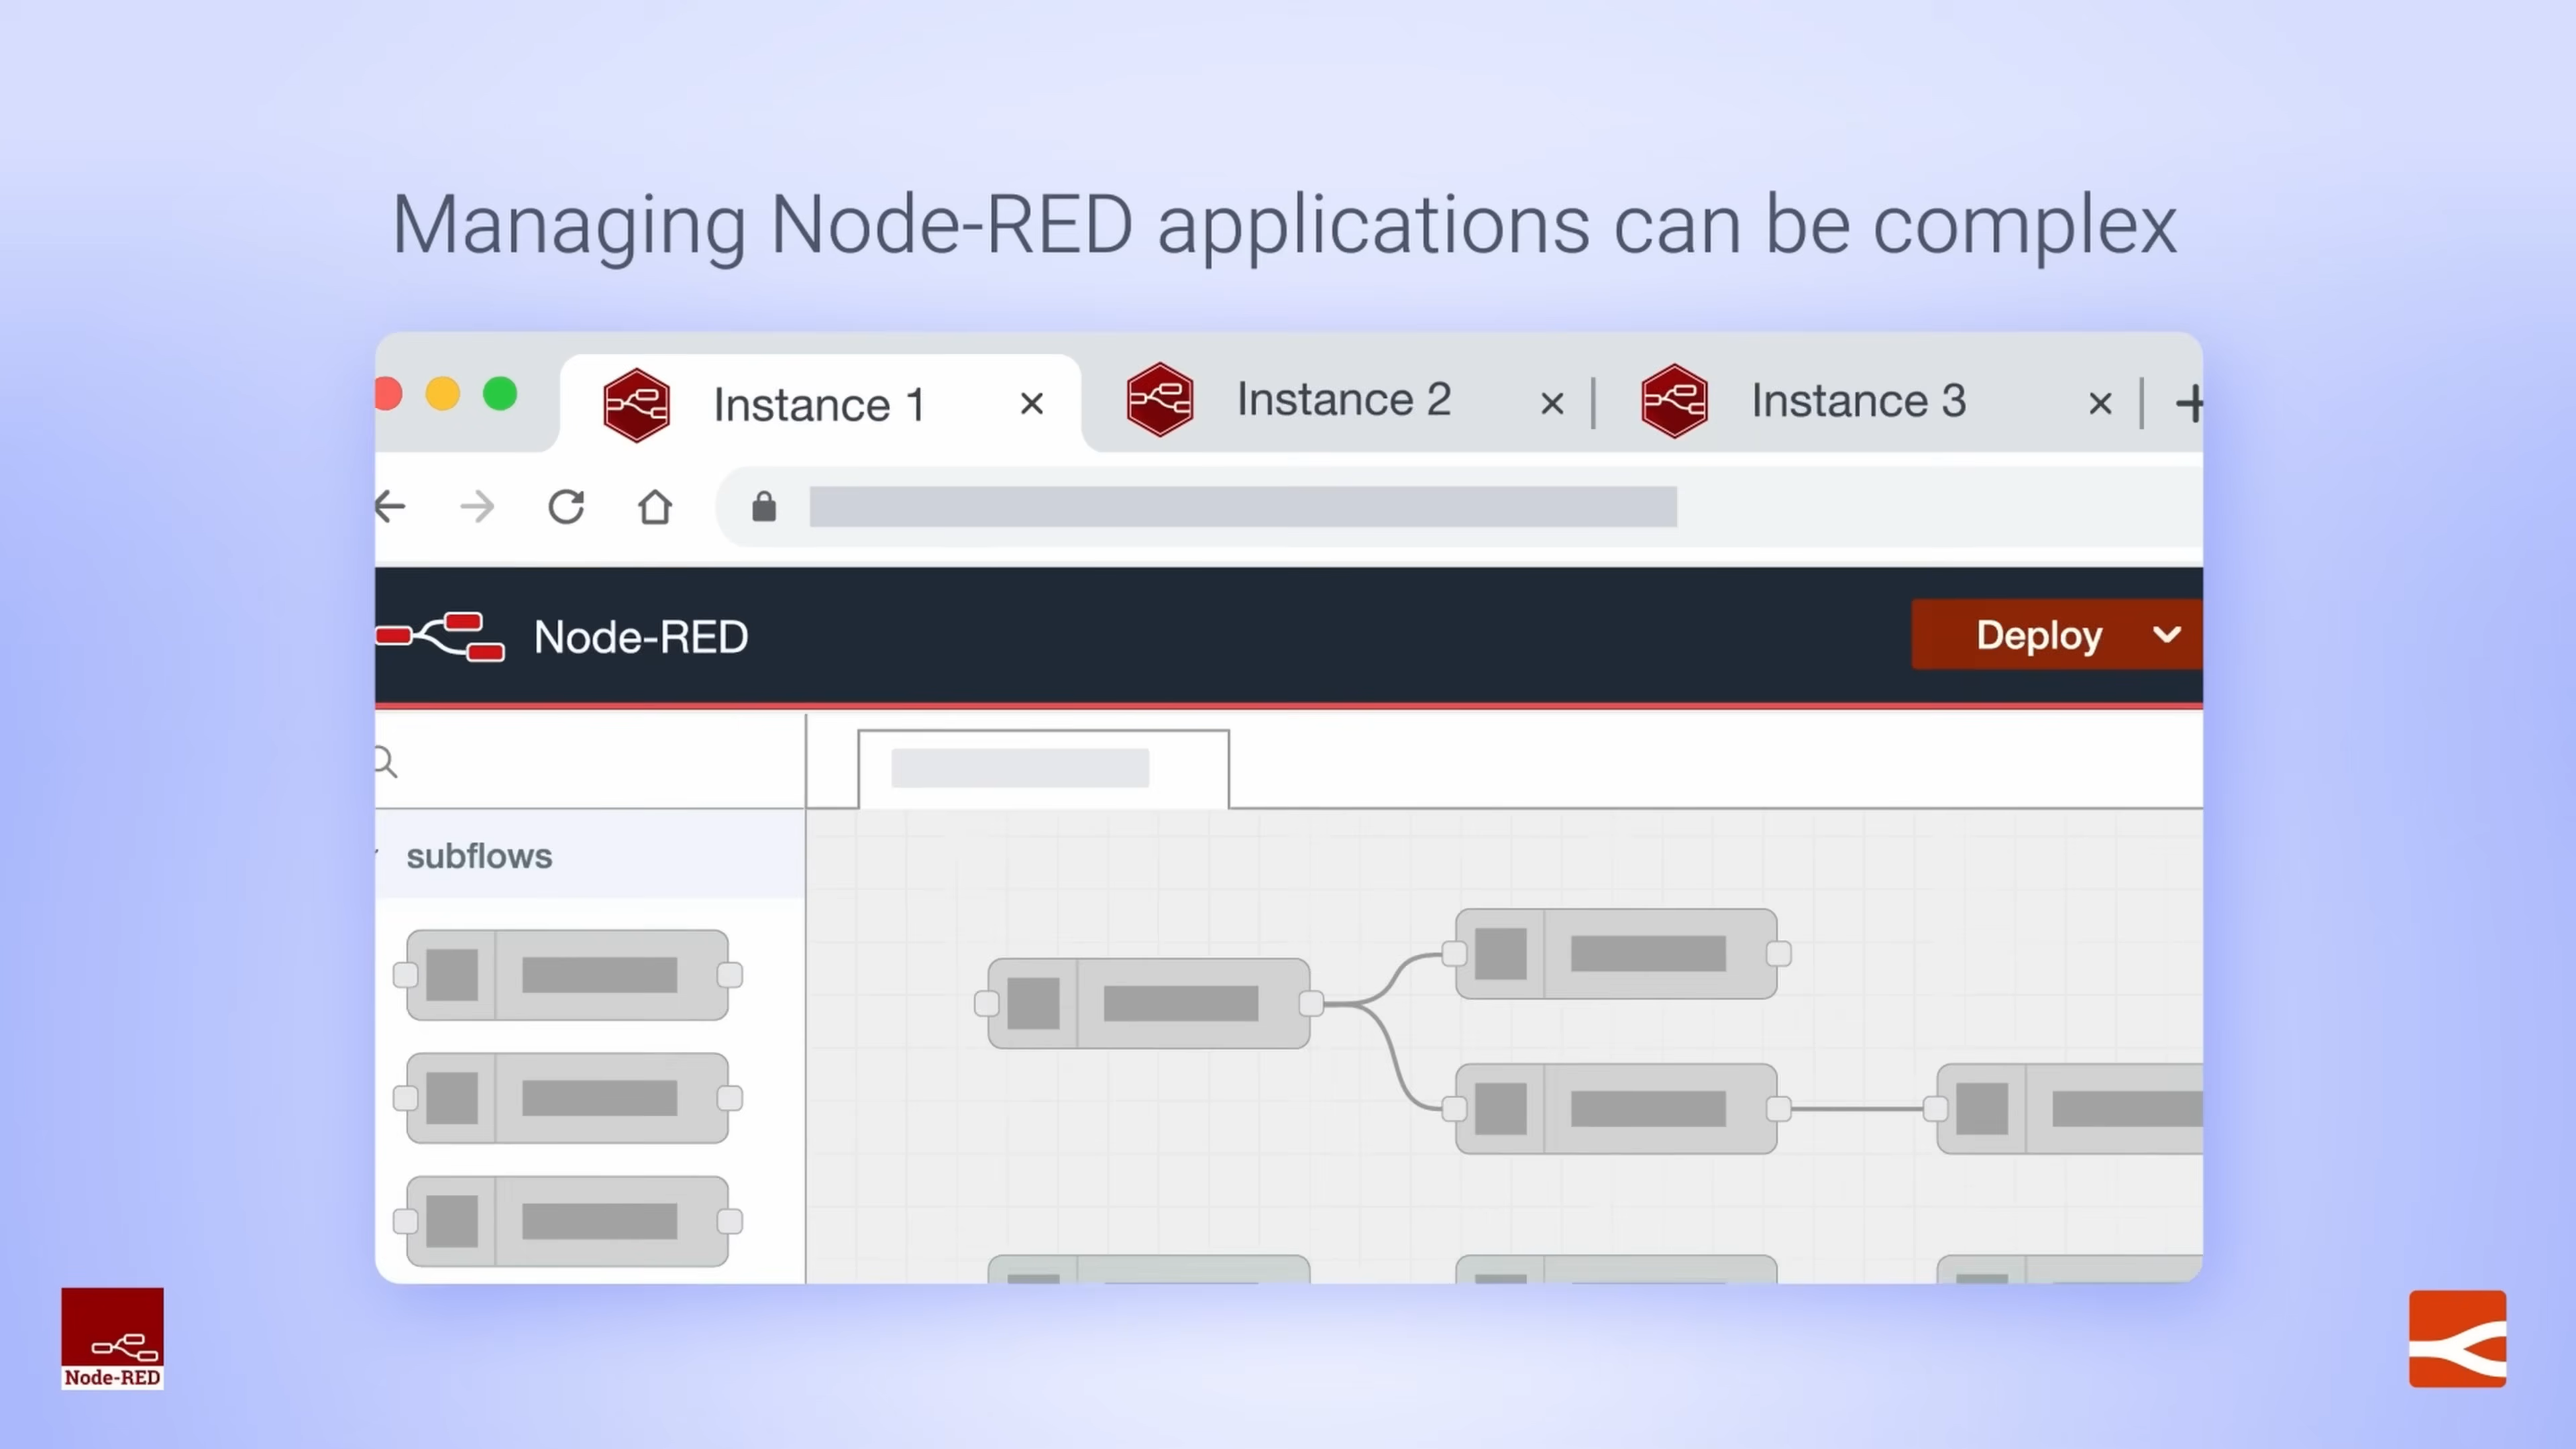 Managing Node-RED applications can be complex
Instance 1
Instance 2
Instance 3
Node-RED
Deploy
subflows
Node-RED